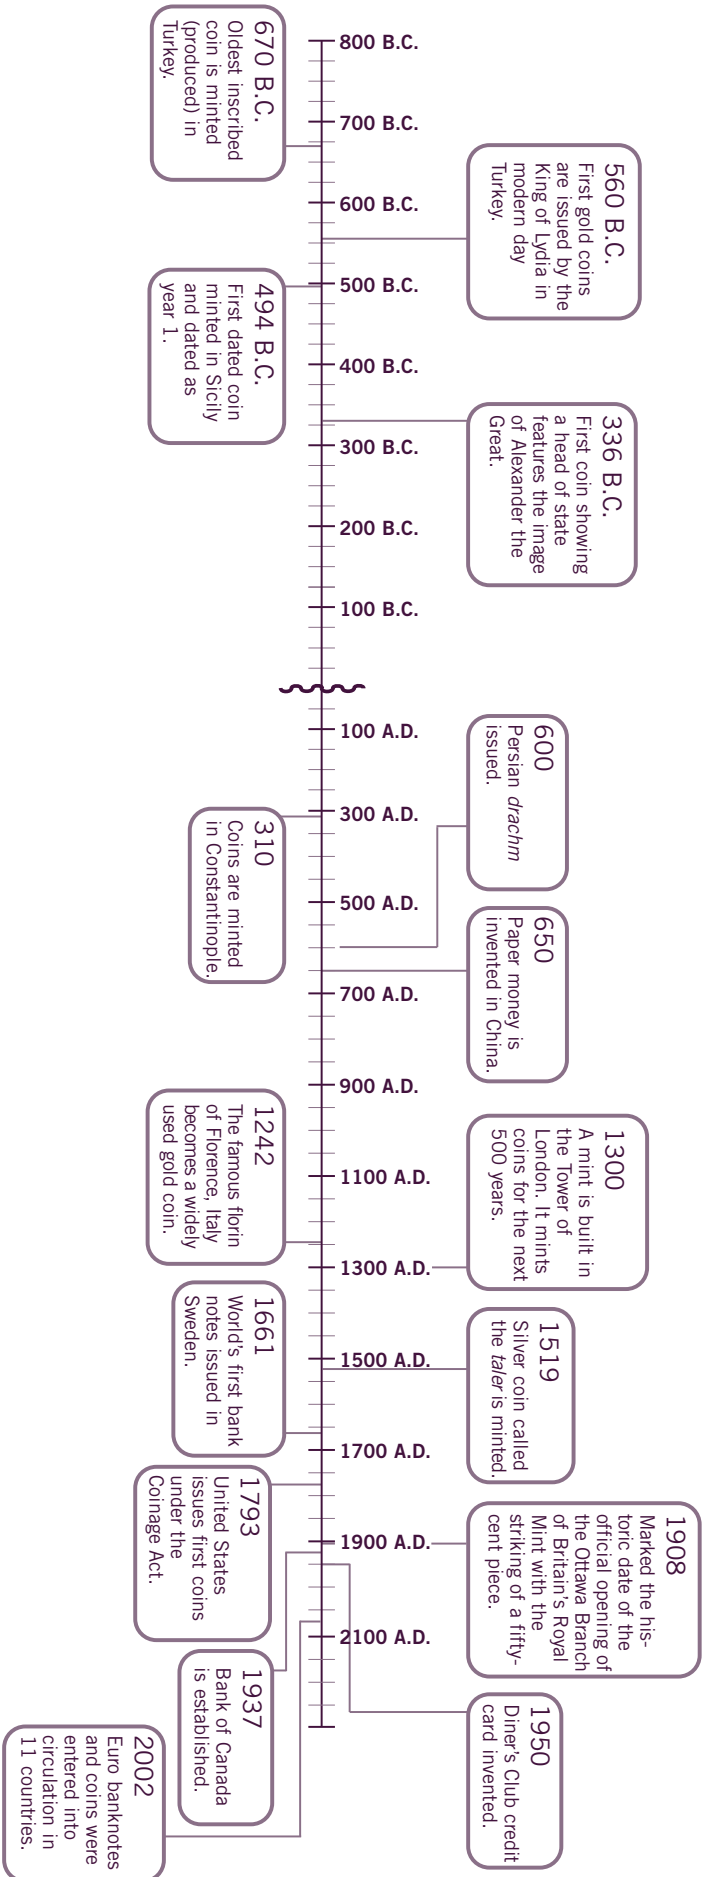 670 B.C.
Oldest inscribed
coin is minted
(produced) in
Turkey.
560 B.C.
First gold coins
are issued by the
King of Lydia in
modern day
Turkey.
494 B.C.
First dated coin
minted in Sicily
and dated as
year 1.
336 B.C.
First coin showing
a head of state
features the image
of Alexander the
Great.
800 B.C.
700 B.C.
600 B.C.
500 B.C.
400 B.C.
300 B.C.
200 B.C.
100 B.C.
100 A.D.
300 A.D.
500 A.D.
700 A.D.
900 A.D.
1100 A.D.
1300 A.D.
1500 A.D.
1700 A.D.
1900 A.D.
2100 A.D.
310
Coins are minted
in Constantinople.
600
Persian drachm
issued.
650
Paper money is
invented in China.
1242
The famous florin
of Florence, Italy
becomes a widely
used gold coin.
1300
A mint is built in
the Tower of
London. It mints
coins for the next
500 years.
1519
Silver coin called
the taler is minted.
1661
World's first bank
notes issued in
Sweden.
1793
United States
issues first coins
under the
Coinage Act.
1908
Marked the his-
toric date of the
official opening of
the Ottawa Branch
of Britain's Royal
Mint with the
striking of a fifty-
cent piece.
1937
Bank of Canada
is established.
1950
Diner's Club credit
card invented.
2002
Euro banknotes
and coins were
entered into
circulation in
11 countries.